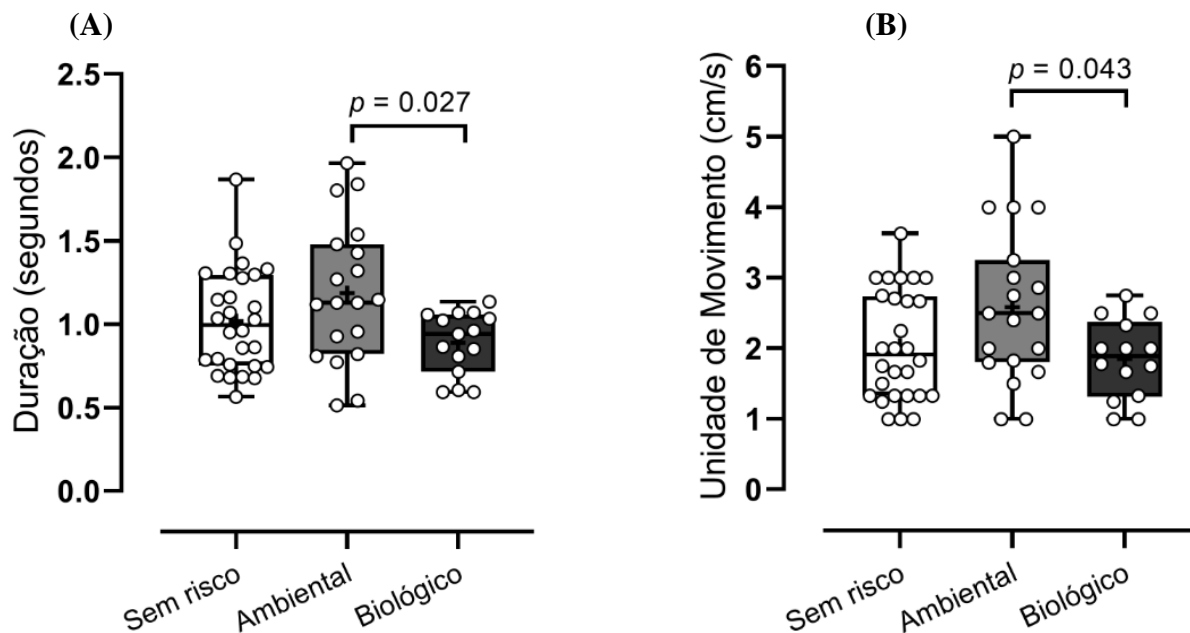 (A)
Duração (segundos)
2.5
2.0
1.5
1.0
0.5
0.0
p = 0.027
Sem risco
Ambiental
Biológico
(B)
Unidade de Movimento (cm/s)
6
5
4
3
2
1
0
p = 0.043
Sem risco
Ambiental
Biológico